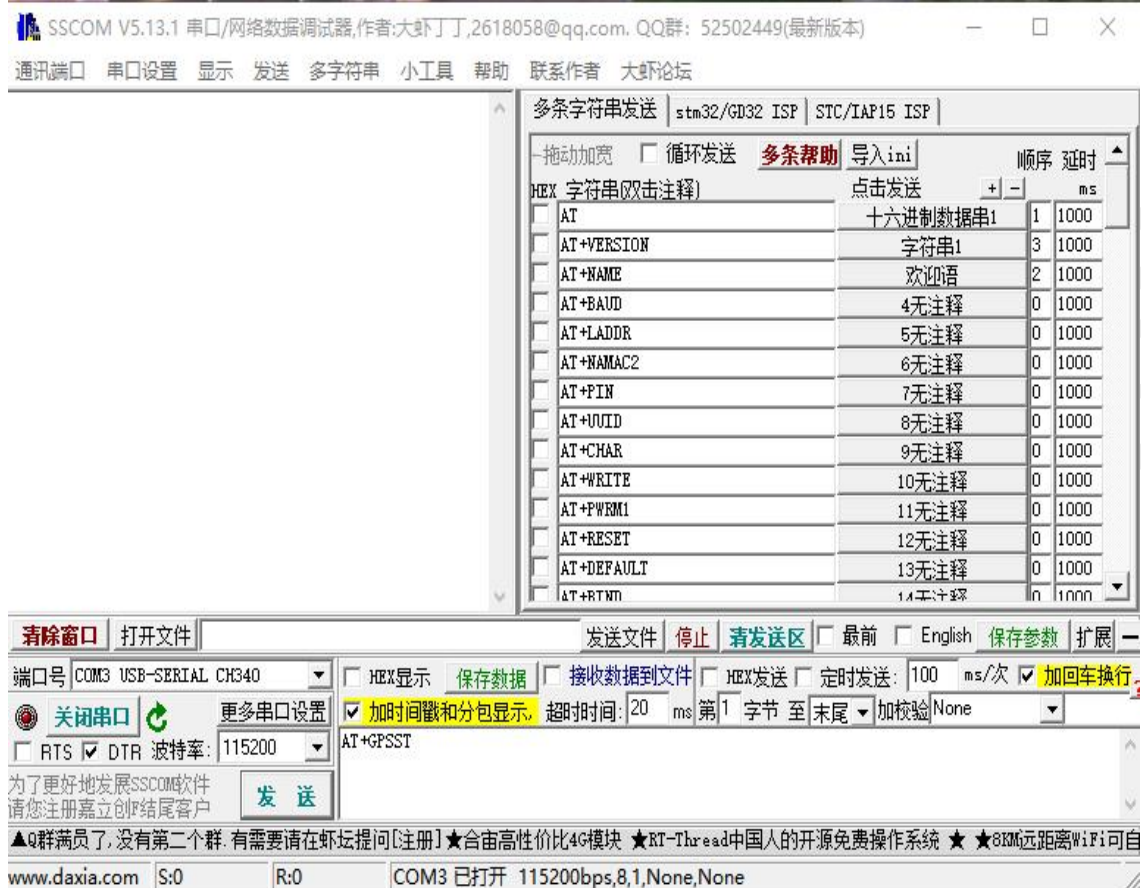 SSCOM V5.13.1 串口/网络数据调试器,作者:大虾丁丁,2618058@qq.com. QQ群: 52502449(最新版本)
通讯端口 串口设置 显示 发送 多字符串 小工具 帮助 联系作者 大虾论坛
多条字符串发送 stm32/GD32 ISP STC/IAP15 ISP
拖动加宽 循环发送 多条帮助 导入ini 顺序 延时
HEX 字符串(双击注释) 点击发送 + - ms
AT 十六进制数据串1 1 1000
AT+VERSION 字符串1 3 1000
AT+NAME 欢迎语 2 1000
AT+BAUD 4无注释 0 1000
AT+LADDR 5无注释 0 1000
AT+NAMAC2 6无注释 0 1000
AT+PIN 7无注释 0 1000
AT+UUID 8无注释 0 1000
AT+CHAR 9无注释 0 1000
AT+WRITE 10无注释 0 1000
AT+PWRM1 11无注释 0 1000
AT+RESET 12无注释 0 1000
AT+DEFAULT 13无注释 0 1000
AT+BIND 14无注释 0 1000
清除窗口 打开文件 发送文件 停止 清发送区 最前 English 保存参数 扩展 —
端口号 COM3 USB-SERIAL CH340 HEX显示 保存数据 接收数据到文件 HEX发送 定时发送: 100 ms/次 加回车换行
关闭串口 更多串口设置 加时间戳和分包显示, 超时时间: 20 ms 第1 字节 至 末尾 加校验None
RTS DTR 波特率: 115200 AT+GPSST
为了更好地发展SSCOM软件
请您注册嘉立创F结尾客户 发 送
▲Q群满员了,没有第二个群.有需要请在虾坛提问[注册]★合宙高性价比4G模块 ★RT-Thread中国人的开源免费操作系统 ★ ★8KM远距离WiFi可自
www.daxia.com S:0 R:0 COM3 已打开 115200bps,8,1,None,None